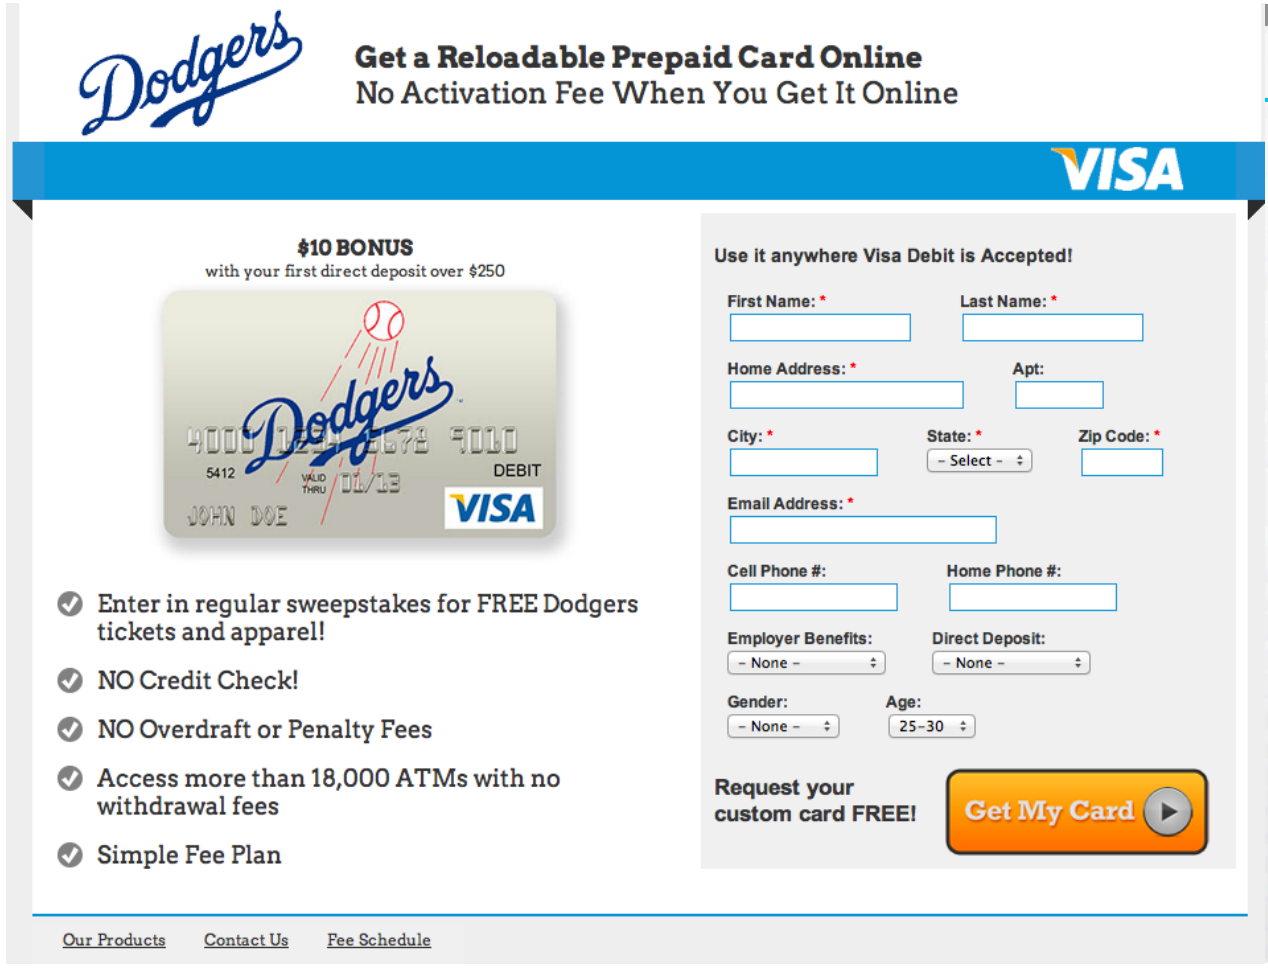 Dodgers
Get a Reloadable Prepaid Card Online
No Activation Fee When You Get It Online
VISA
$10 BONUS
with your first direct deposit over $250
Dodgers
4000 1234 5678 9010
5412
VALID
THRU
01/13
DEBIT
JOHN DOE
VISA
Enter in regular sweepstakes for FREE Dodgers
tickets and apparel!
NO Credit Check!
NO Overdraft or Penalty Fees
Access more than 18,000 ATMs with no
withdrawal fees
Simple Fee Plan
Use it anywhere Visa Debit is Accepted!
First Name: * Last Name: *
Home Address: * Apt:
City: * State: * Zip Code: *
- Select -
Email Address: *
Cell Phone #: Home Phone #:
Employer Benefits: Direct Deposit:
- None - - None -
Gender: Age:
- None - 25-30
Request your
custom card FREE!
Get My Card
Our Products Contact Us Fee Schedule